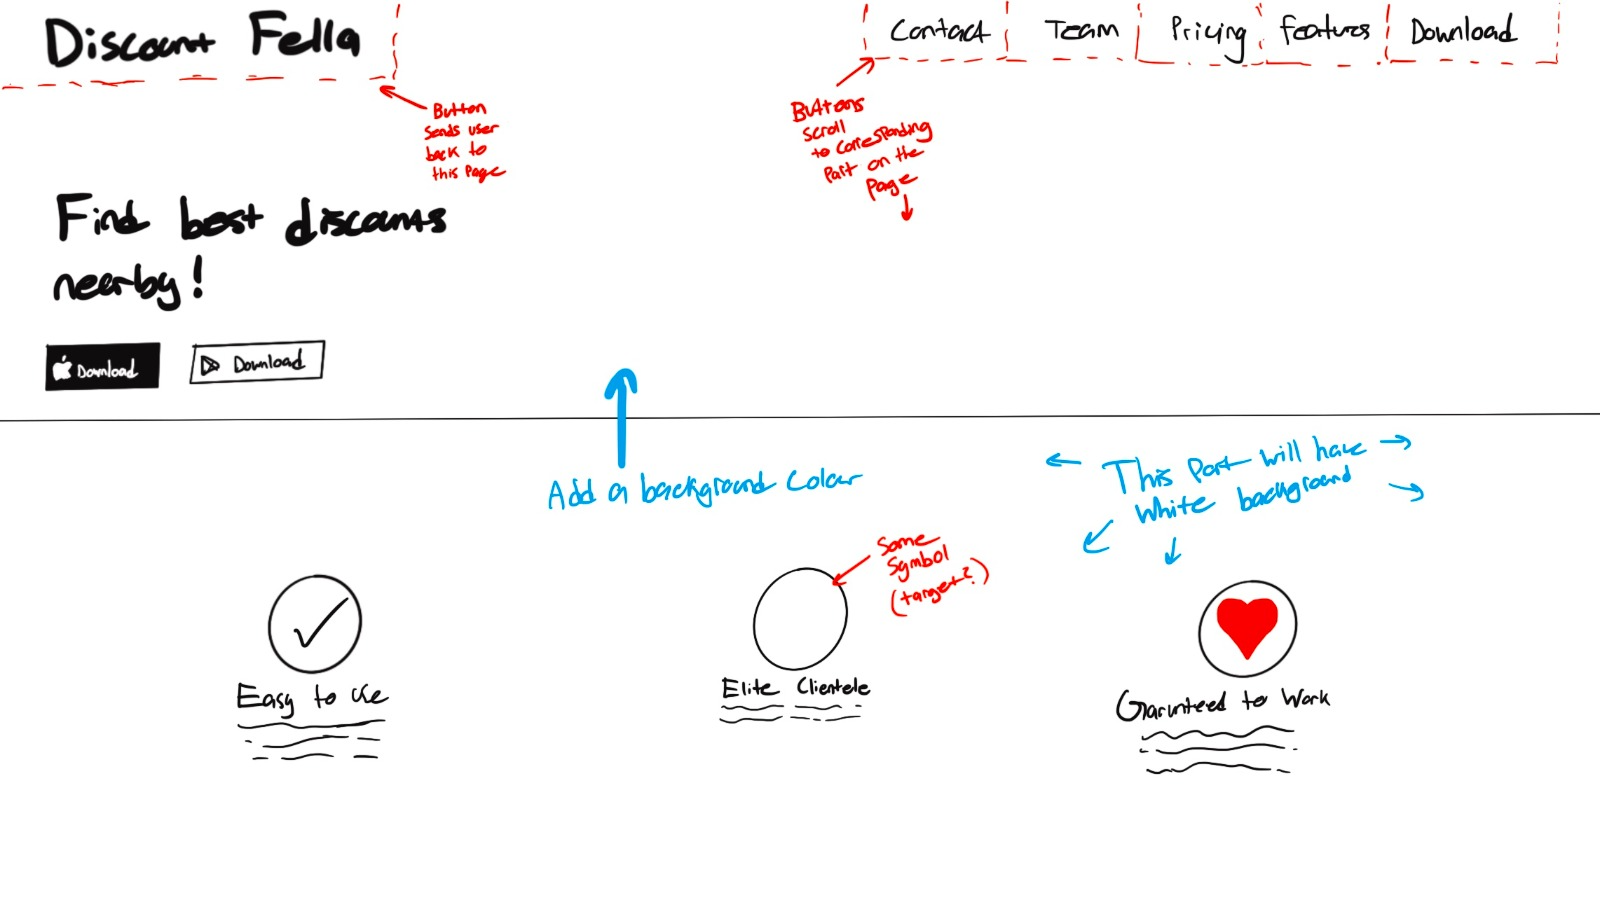 Discount Fella
Contact
Team
Pricing
Features
Download
Button
sends user
back to
this Page
Buttons
scroll
to corresponding
Part on the
Page
Find best discounts
nearby!
Download
Download
Add a background colour
This Part will have
White background
Some
Symbol
(target?)
Easy to use
Elite Clientele
Garunteed to Work